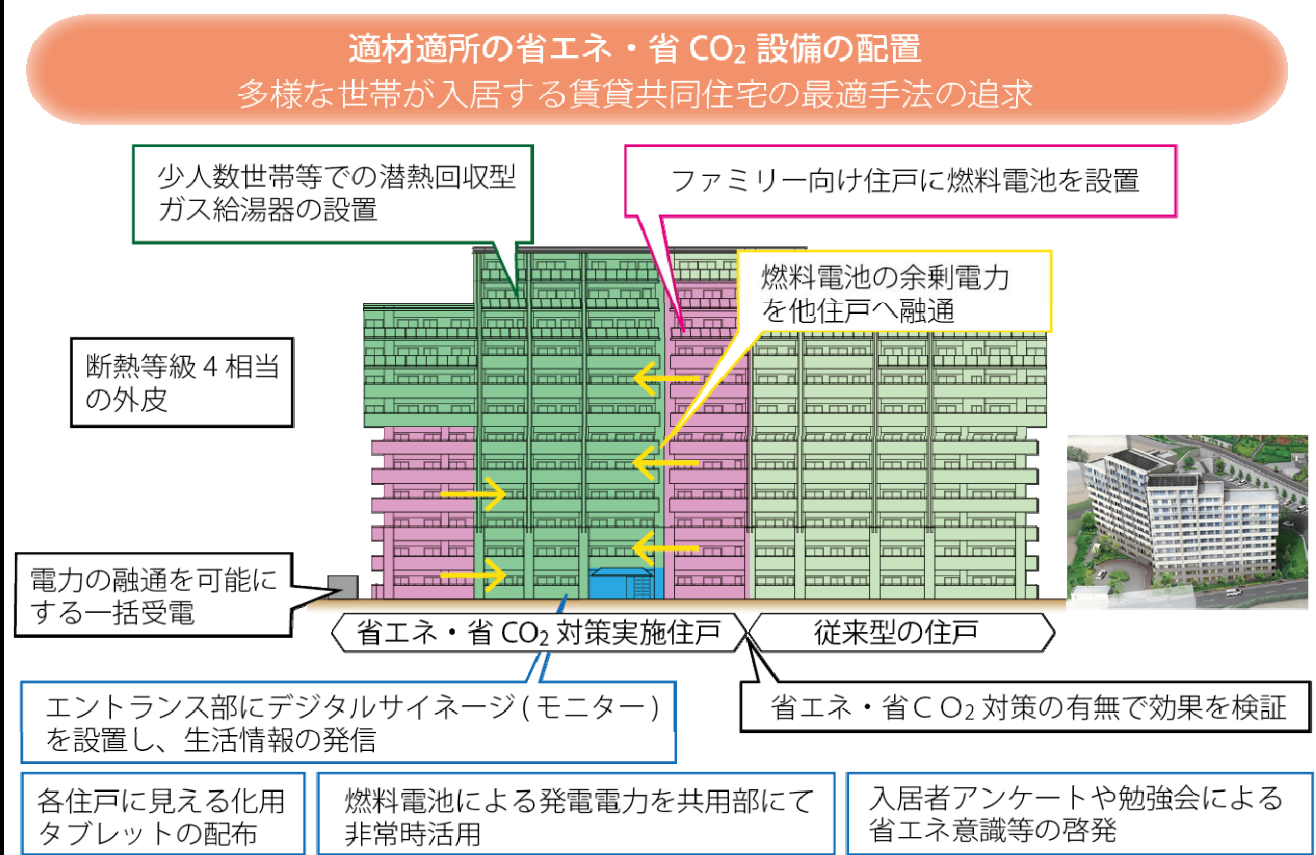 適材適所の省エネ・省 CO₂ 設備の配置
多様な世帯が入居する賃貸共同住宅の最適手法の追求
少人数世帯等での潜熱回収型
ガス給湯器の設置
ファミリー向け住戸に燃料電池を設置
燃料電池の余剰電力
を他住戸へ融通
断熱等級 4 相当
の外皮
電力の融通を可能に
する一括受電
省エネ・省 CO₂ 対策実施住戸
従来型の住戸
エントランス部にデジタルサイネージ ( モニター )
を設置し、生活情報の発信
省エネ・省ＣＯ₂ 対策の有無で効果を検証
各住戸に見える化用
タブレットの配布
燃料電池による発電電力を共用部にて
非常時活用
入居者アンケートや勉強会による
省エネ意識等の啓発